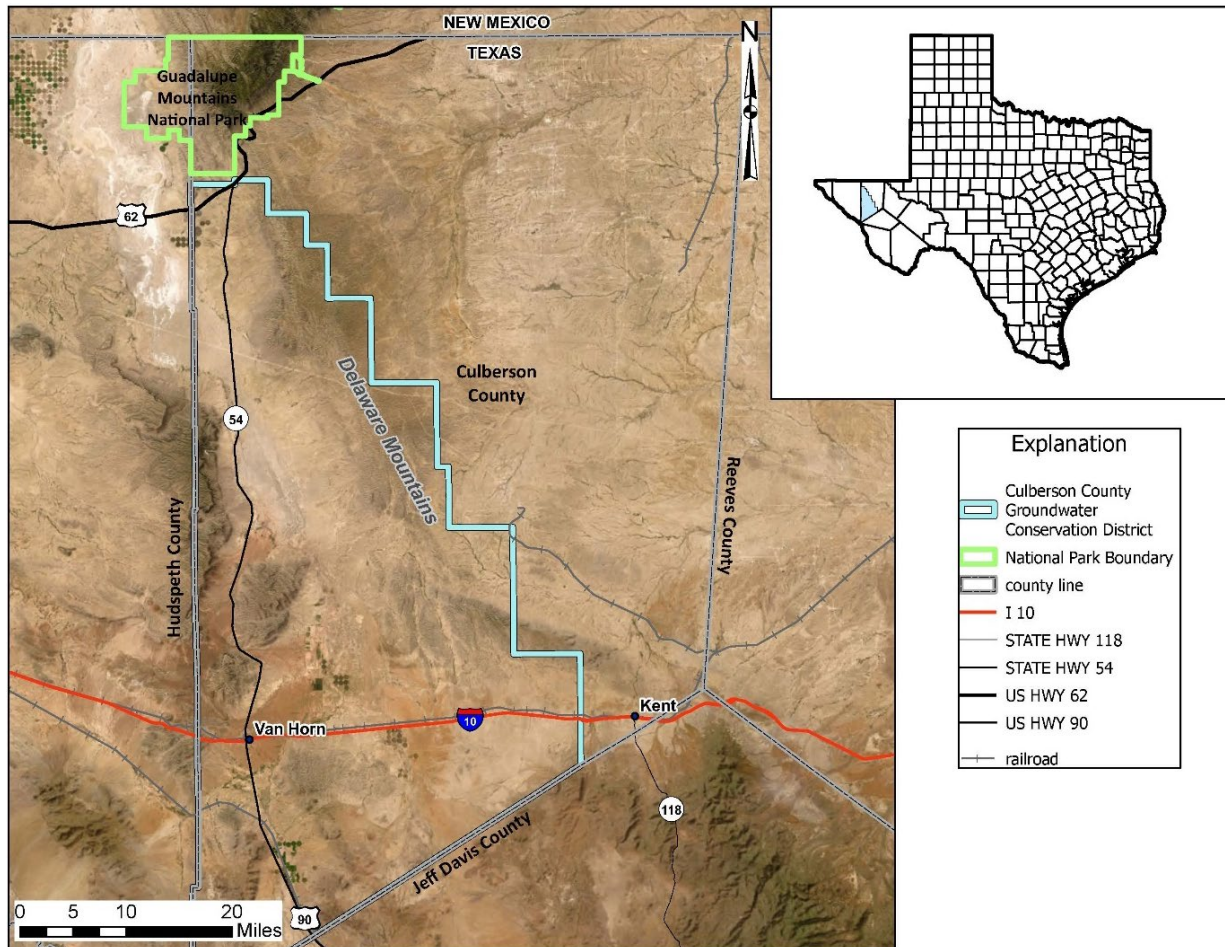 NEW MEXICO
TEXAS
N
Guadalupe
Mountains
National Park
62
54
Culberson
County
Delaware Mountains
Hudspeth County
Reeves County
Van Horn
10
Kent
118
Jeff Davis County
90
0 5 10 20
Miles
Explanation
Culberson County
Groundwater
Conservation District
National Park Boundary
county line
I 10
STATE HWY 118
STATE HWY 54
US HWY 62
US HWY 90
railroad